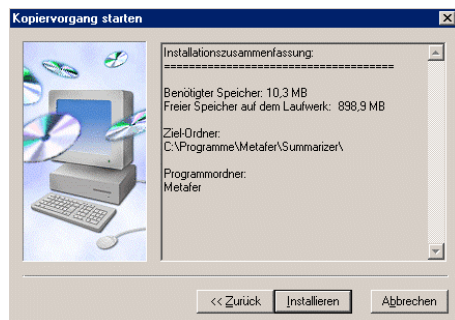 Kopiervorgang starten
Installationszusammenfassung:
========================================
Benötigter Speicher: 10,3 MB
Freier Speicher auf dem Laufwerk: 898,9 MB
Ziel-Ordner:
C:\Programme\Metafer\Summarizer\
Programmordner:
Metafer
<< Zurück Installieren Abbrechen